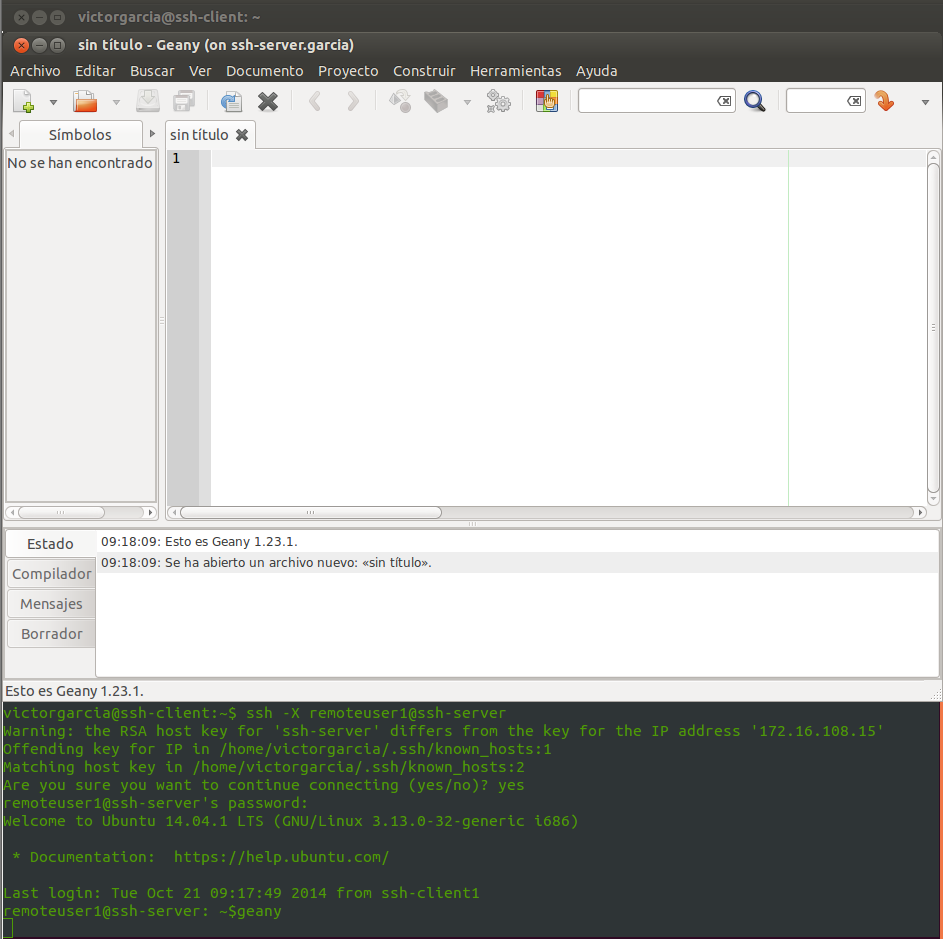 victorgarcia@ssh-client: ~
sin título - Geany (on ssh-server.garcia)
Archivo Editar Buscar Ver Documento Proyecto Construir Herramientas Ayuda
Símbolos
sin título
No se han encontrado
1
Estado
09:18:09: Esto es Geany 1.23.1.
09:18:09: Se ha abierto un archivo nuevo: «sin título».
Compilador
Mensajes
Borrador
Esto es Geany 1.23.1.
victorgarcia@ssh-client:~$ ssh -X remoteuser1@ssh-server
Warning: the RSA host key for 'ssh-server' differs from the key for the IP address '172.16.108.15'
Offending key for IP in /home/victorgarcia/.ssh/known_hosts:1
Matching host key in /home/victorgarcia/.ssh/known_hosts:2
Are you sure you want to continue connecting (yes/no)? yes
remoteuser1@ssh-server's password:
Welcome to Ubuntu 14.04.1 LTS (GNU/Linux 3.13.0-32-generic i686)
* Documentation:  https://help.ubuntu.com/
Last login: Tue Oct 21 09:17:49 2014 from ssh-client1
remoteuser1@ssh-server: ~$geany